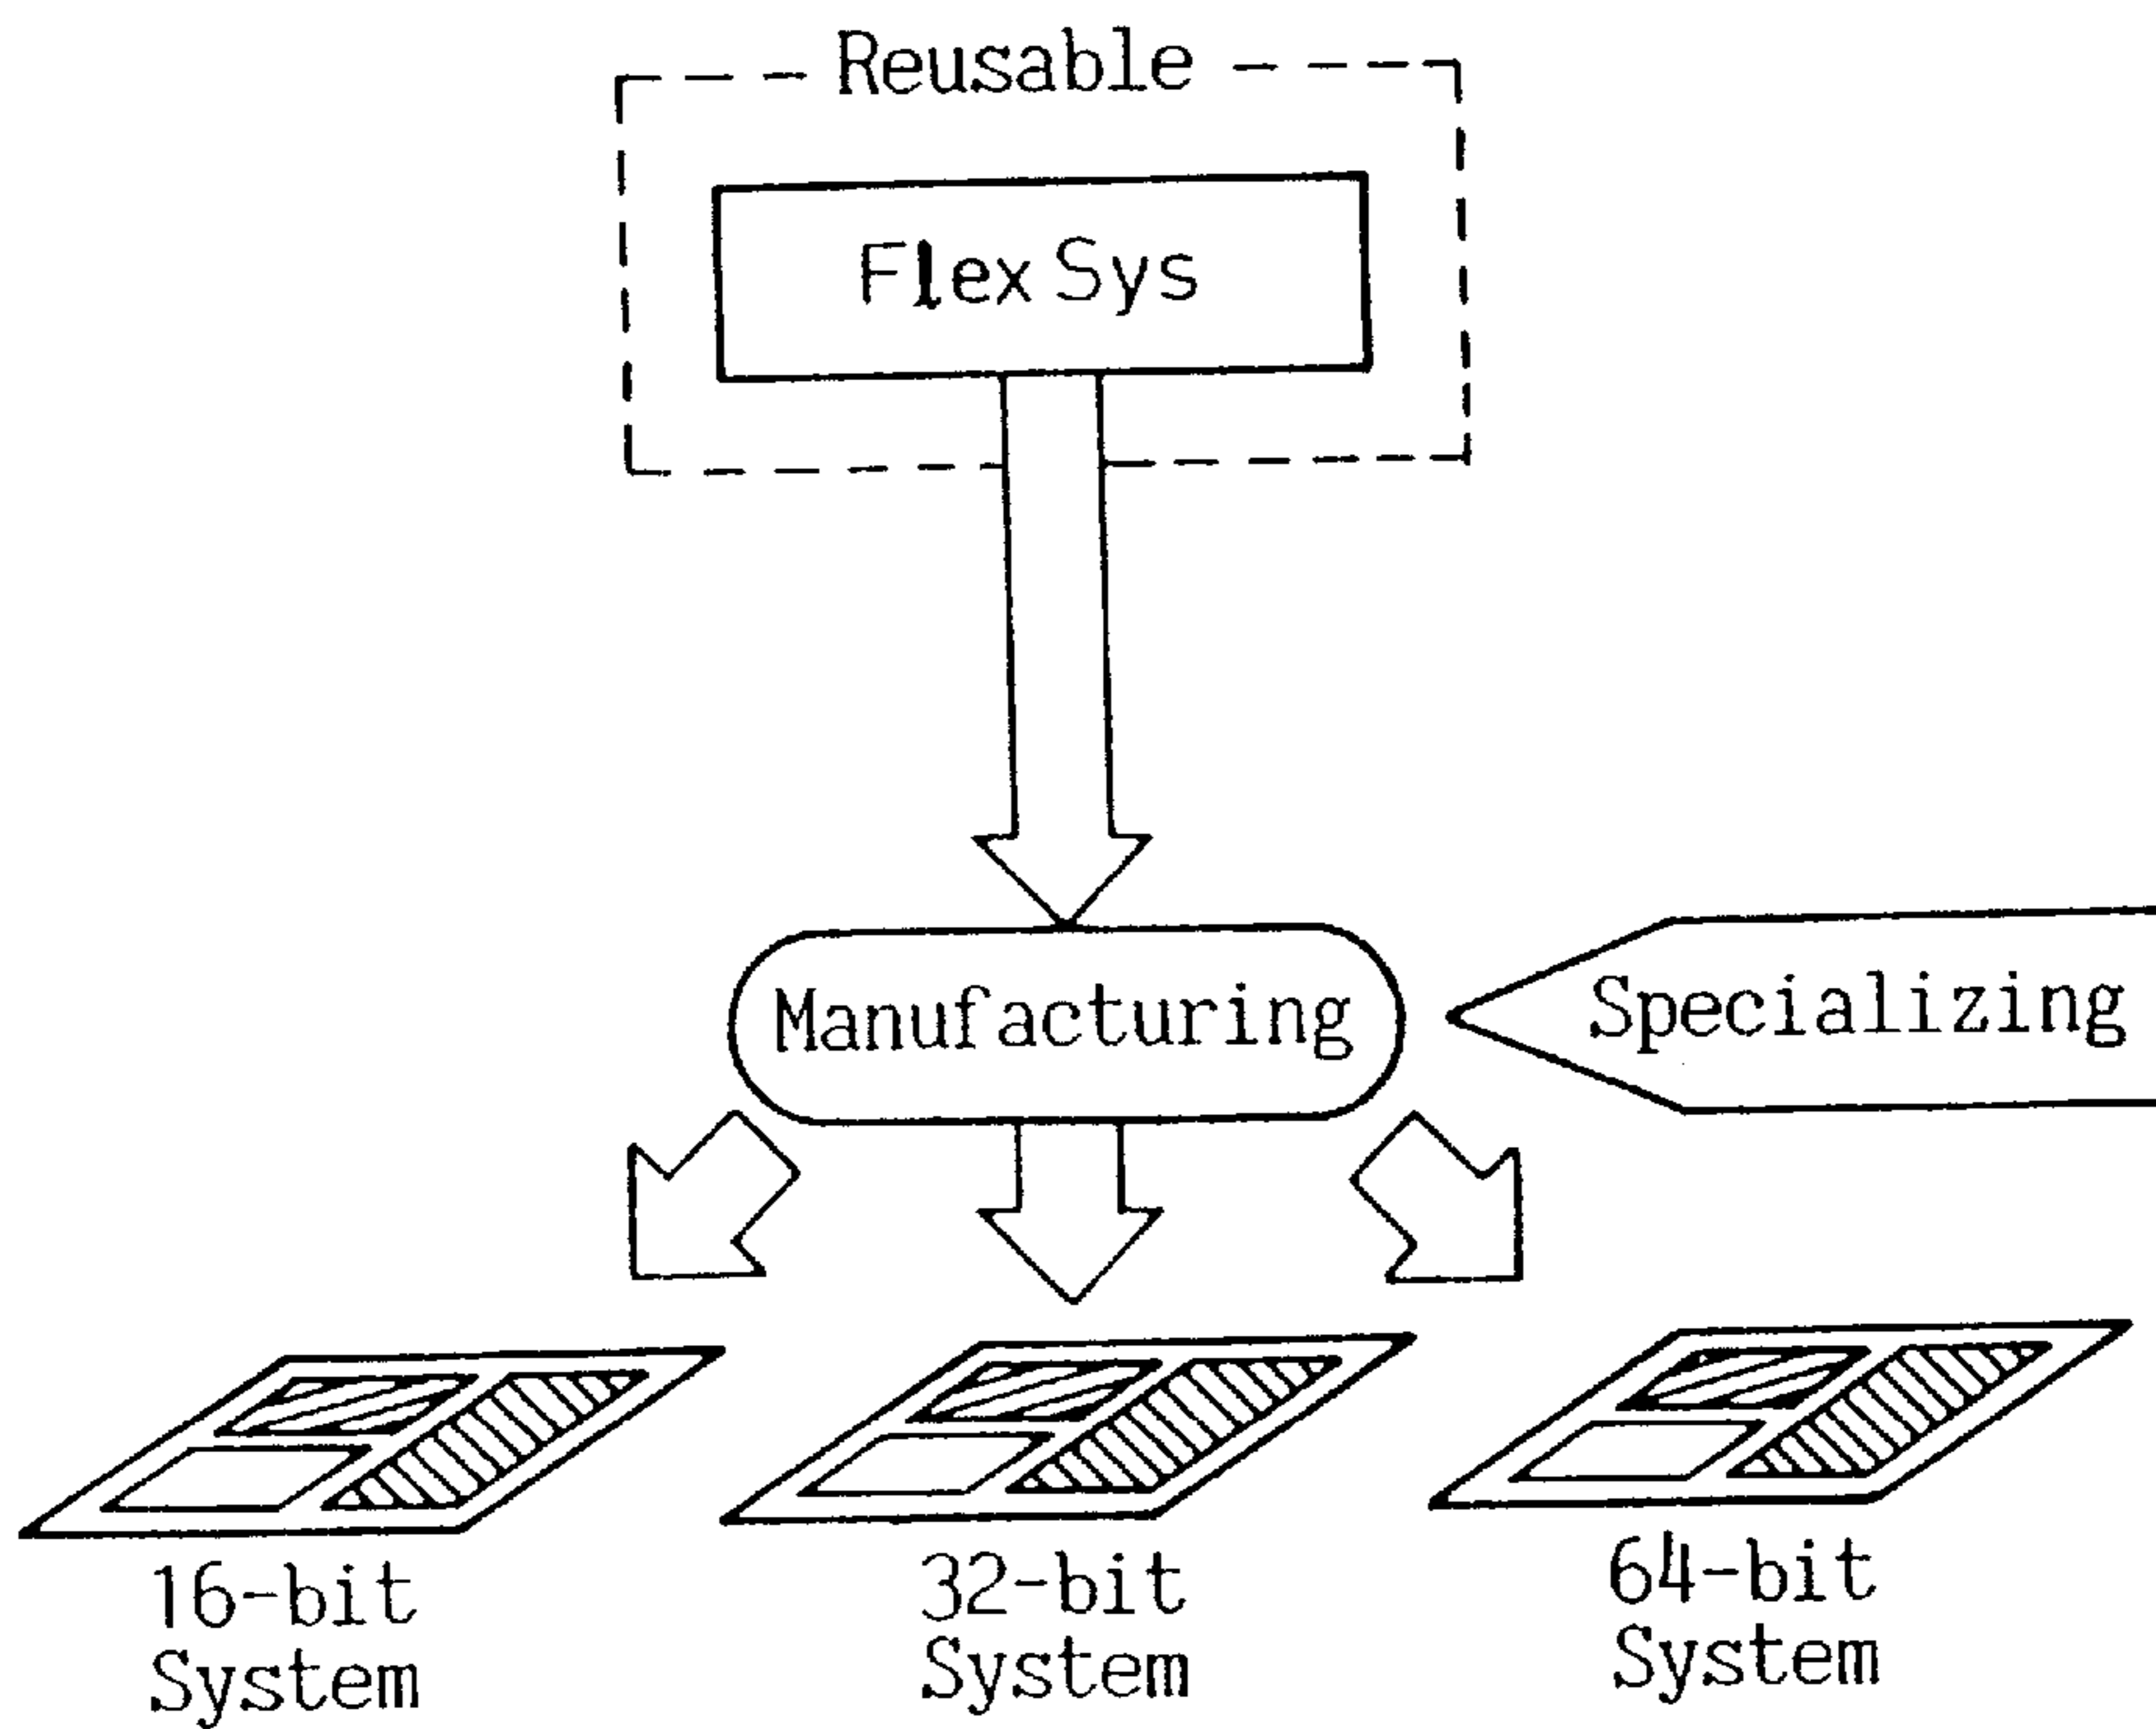 Reusable
Flex Sys
Manufacturing
Specializing
16-bit
System
32-bit
System
64-bit
System